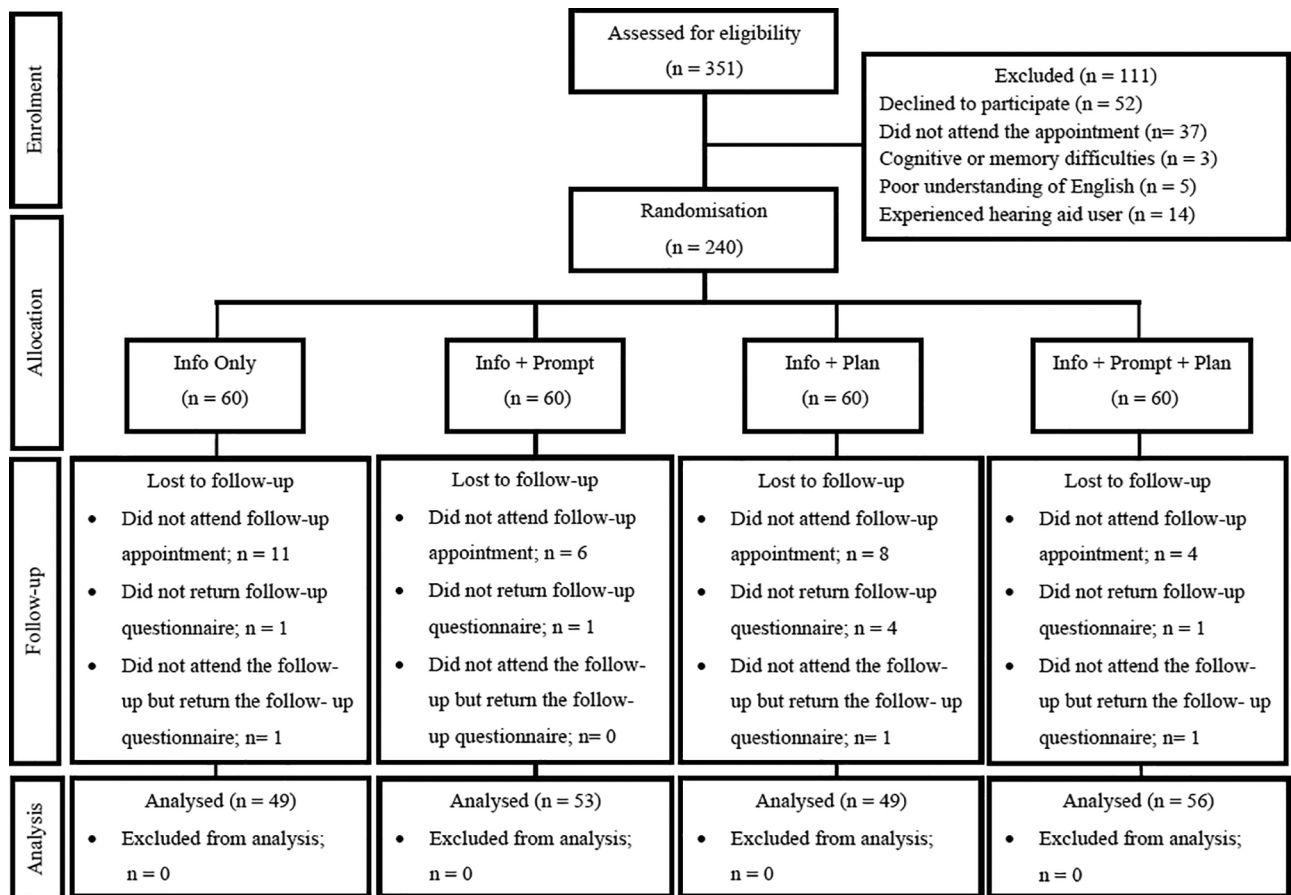 Enrolment
Assessed for eligibility
(n = 351)
Excluded (n = 111)
Declined to participate (n = 52)
Did not attend the appointment (n= 37)
Cognitive or memory difficulties (n = 3)
Poor understanding of English (n = 5)
Experienced hearing aid user (n = 14)
Randomisation
(n = 240)
Allocation
Info Only
(n = 60)
Info + Prompt
(n = 60)
Info + Plan
(n = 60)
Info + Prompt + Plan
(n = 60)
Follow-up
Lost to follow-up
• Did not attend follow-up
appointment; n = 11
• Did not return follow-up
questionnaire; n = 1
• Did not attend the follow-
up but return the follow- up
questionnaire; n= 1
Lost to follow-up
• Did not attend follow-up
appointment; n = 6
• Did not return follow-up
questionnaire; n = 1
• Did not attend the follow-
up but return the follow-
up questionnaire; n= 0
Lost to follow-up
• Did not attend follow-up
appointment; n = 8
• Did not return follow-up
questionnaire; n = 4
• Did not attend the follow-
up but return the follow- up
questionnaire; n= 1
Lost to follow-up
• Did not attend follow-up
appointment; n = 4
• Did not return follow-up
questionnaire; n = 1
• Did not attend the follow-
up but return the follow- up
questionnaire; n= 1
Analysis
Analysed (n = 49)
• Excluded from analysis;
n = 0
Analysed (n = 53)
• Excluded from analysis;
n = 0
Analysed (n = 49)
• Excluded from analysis;
n = 0
Analysed (n = 56)
• Excluded from analysis;
n = 0